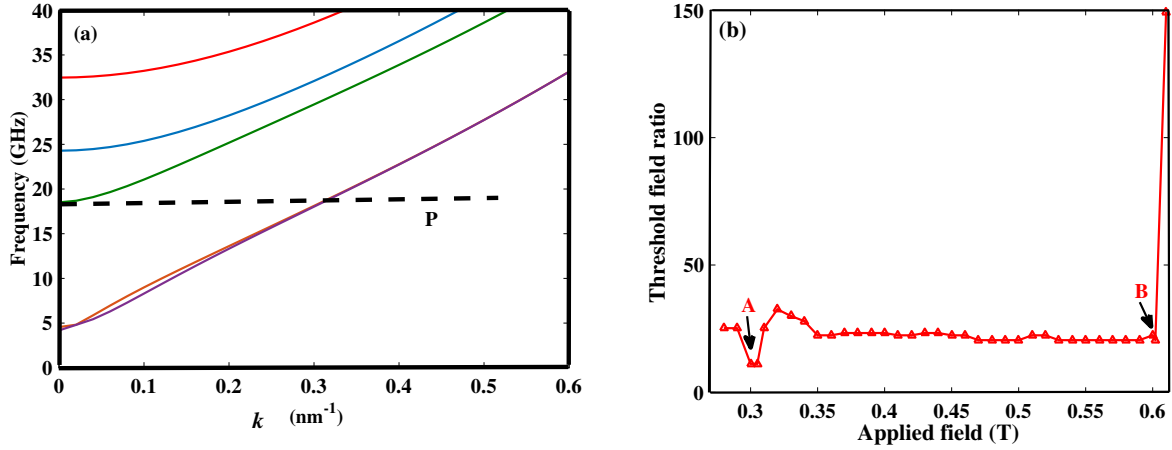 (a)
40
35
30
25
20
15
10
5
0
Frequency (GHz)
P
0 0.1 0.2 0.3 0.4 0.5 0.6
k (nm-1)
(b)
150
100
50
0
Threshold field ratio
A
B
0.3 0.35 0.4 0.45 0.5 0.55 0.6
Applied field (T)